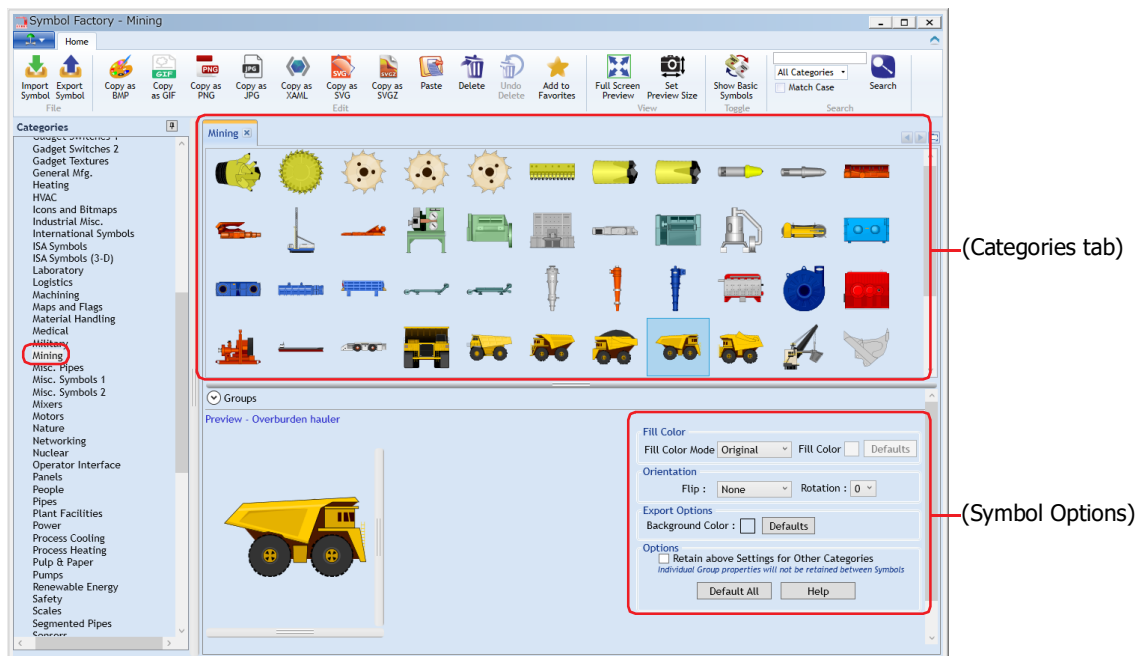 Symbol Factory - Mining
Home
Import Symbol
Export Symbol
File
Copy as BMP
Copy as GIF
Copy as PNG
Copy as JPG
Copy as XAML
Copy as SVG
Copy as SVGZ
Paste
Delete
Undo Delete
Add to Favorites
Edit
Full Screen Preview
Set Preview Size
View
Show Basic Symbols
Toggle
All Categories
Match Case
Search
Search
Categories
Gadget Switches 1
Gadget Switches 2
Gadget Textures
General Mfg.
Heating
HVAC
Icons and Bitmaps
Industrial Misc.
International Symbols
ISA Symbols
ISA Symbols (3-D)
Laboratory
Logistics
Machining
Maps and Flags
Material Handling
Medical
Military
Mining
Misc. Pipes
Misc. Symbols 1
Misc. Symbols 2
Mixers
Motors
Nature
Networking
Nuclear
Operator Interface
Panels
People
Pipes
Plant Facilities
Power
Process Cooling
Process Heating
Pulp & Paper
Pumps
Renewable Energy
Safety
Scales
Segmented Pipes
Sensors
Mining
(Categories tab)
Groups
Preview - Overburden hauler
Fill Color
Fill Color Mode Original Fill Color Defaults
Orientation
Flip : None Rotation : 0
Export Options
Background Color : Defaults
Options
Retain above Settings for Other Categories
Individual Group properties will not be retained between Symbols
Default All Help
(Symbol Options)